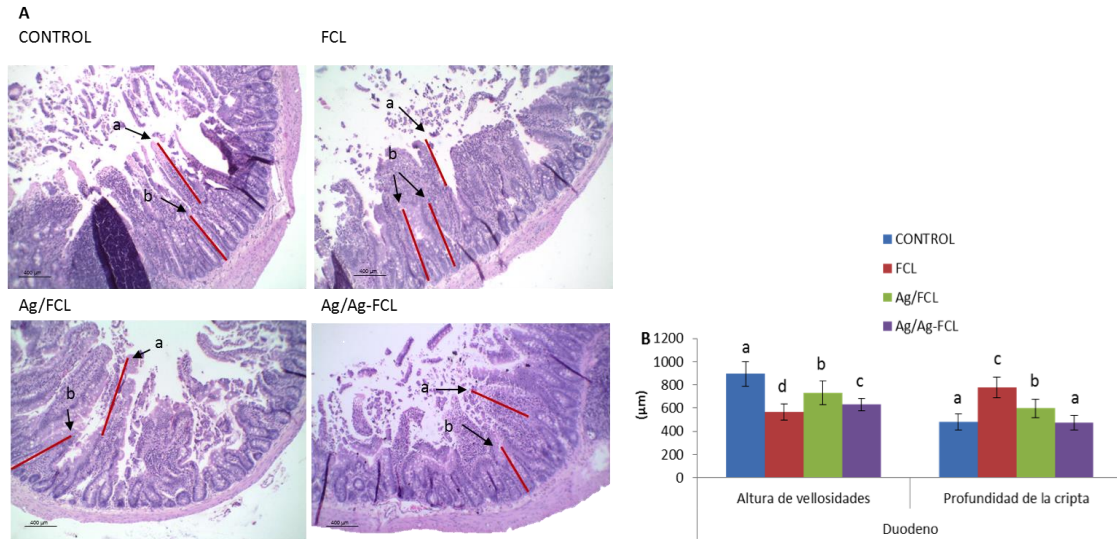 A
CONTROL
FCL
a
b
400 µm
a
b
400 µm
Ag/FCL
Ag/Ag-FCL
a
b
400 µm
a
b
400 µm
CONTROL
FCL
Ag/FCL
Ag/Ag-FCL
B
(µm)
1200
1000
800
600
400
200
0
a
d
b
c
a
c
b
a
Altura de vellosidades
Profundidad de la cripta
Duodeno